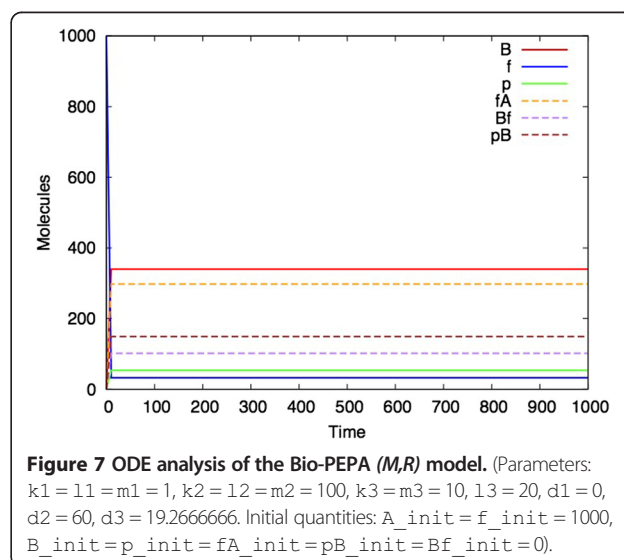 1000
800
600
400
200
0
Molecules
B
f
p
fA
Bf
pB
0 100 200 300 400 500 600 700 800 900 1000
Time
Figure 7 ODE analysis of the Bio-PEPA (M,R) model. (Parameters:
k1 = l1 = m1 = 1, k2 = l2 = m2 = 100, k3 = m3 = 10, l3 = 20, d1 = 0,
d2 = 60, d3 = 19.2666666. Initial quantities: A_init = f_init = 1000,
B_init = p_init = fA_init = pB_init = Bf_init = 0).